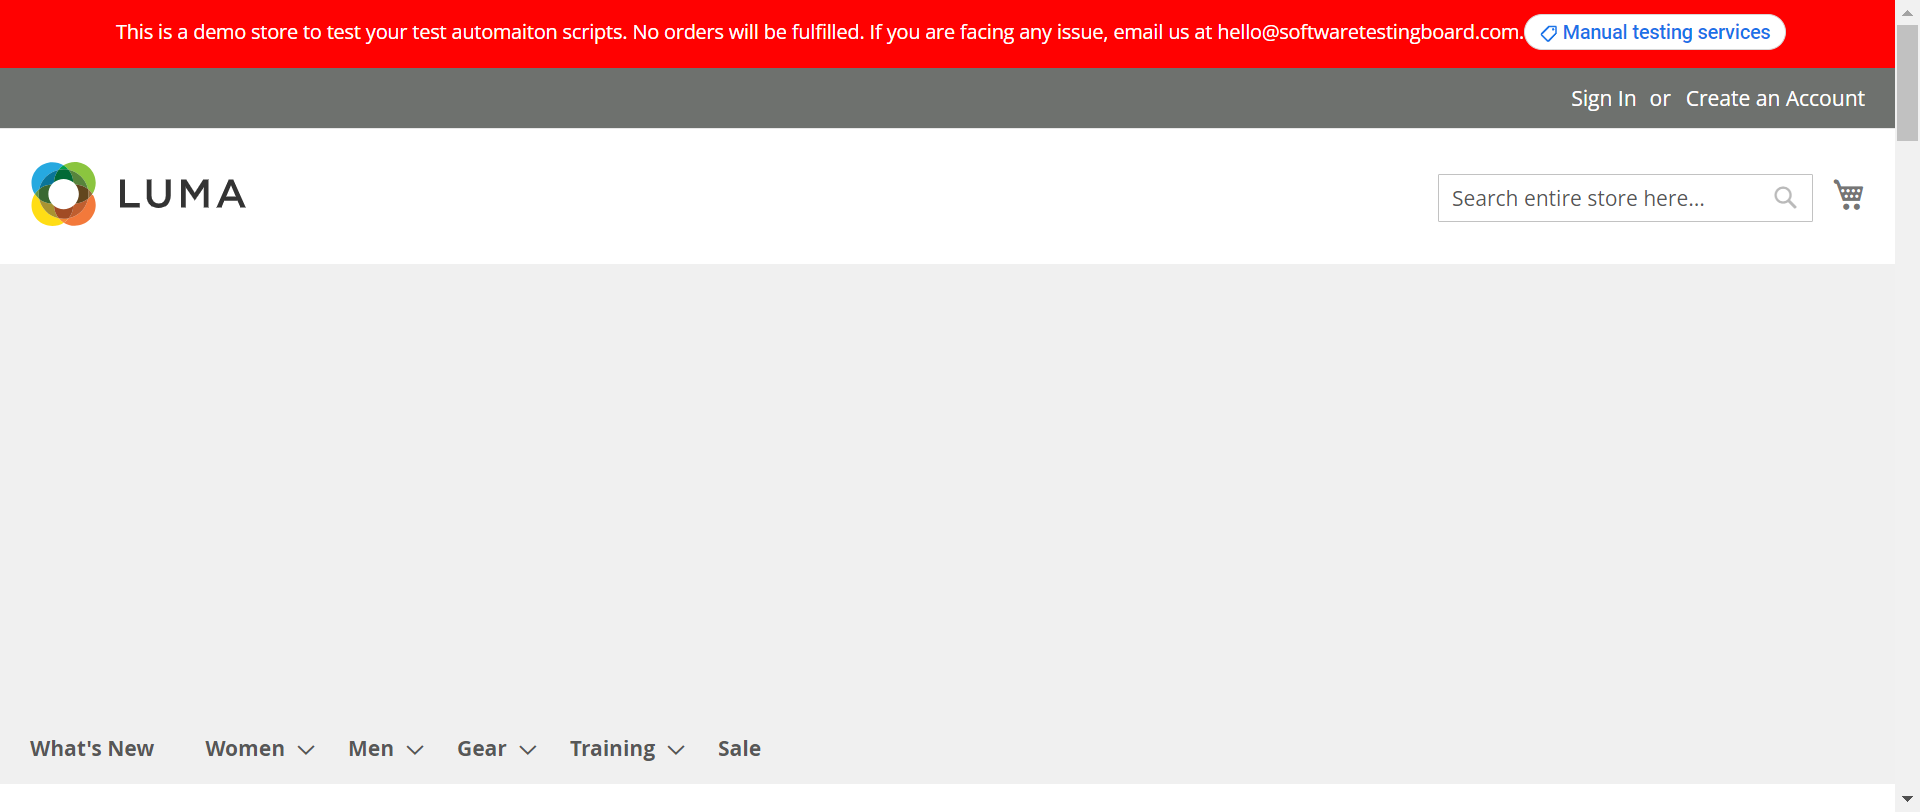 This is a demo store to test your test automaiton scripts. No orders will be fulfilled. If you are facing any issue, email us at hello@softwaretestingboard.com. Manual testing services
Sign In or Create an Account
LUMA
Search entire store here...
What's New Women Men Gear Training Sale